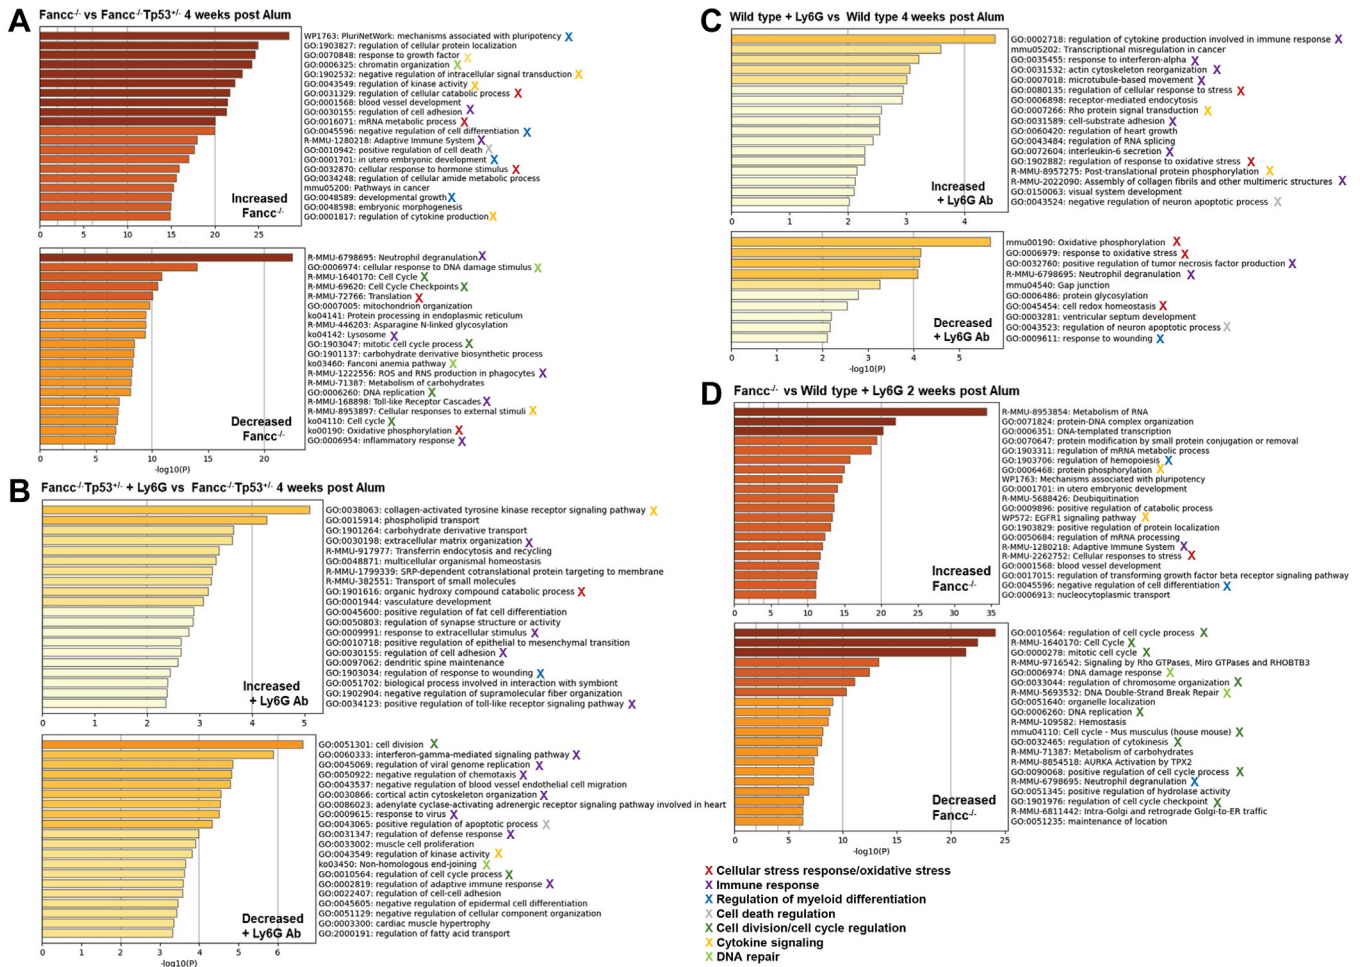 A
Fancc-/- vs Fancc-/-Tp53+/- 4 weeks post Alum
WP1763: PluriNetWork: mechanisms associated with pluripotency X
GO:1903827: regulation of cellular protein localization
GO:0070848: response to growth factor X
GO:0006325: chromatin organization X
GO:1902532: negative regulation of intracellular signal transduction X
GO:0043549: regulation of kinase activity X
GO:0031329: regulation of cellular catabolic process X
GO:0001568: blood vessel development
GO:0030155: regulation of cell adhesion X
GO:0016071: mRNA metabolic process X
GO:0045596: negative regulation of cell differentiation X
R-MMU-1280218: Adaptive Immune System X
GO:0010942: positive regulation of cell death X
GO:0001701: in utero embryonic development X
GO:0032870: cellular response to hormone stimulus X
GO:0034248: regulation of cellular amide metabolic process
mmu05200: Pathways in cancer
GO:0048589: developmental growth X
GO:0048598: embryonic morphogenesis
GO:0001817: regulation of cytokine production X
Increased
Fancc-/-
0 5 10 15 20 25
R-MMU-6798695: Neutrophil degranulation X
GO:0006974: cellular response to DNA damage stimulus X
R-MMU-1640170: Cell Cycle X
R-MMU-69620: Cell Cycle Checkpoints X
R-MMU-72766: Translation X
GO:0007005: mitochondrion organization
ko04141: Protein processing in endoplasmic reticulum
R-MMU-446203: Asparagine N-linked glycosylation
ko04142: Lysosome X
GO:1903047: mitotic cell cycle process X
GO:1901137: carbohydrate derivative biosynthetic process
ko03460: Fanconi anemia pathway X
R-MMU-1222556: ROS and RNS production in phagocytes X
R-MMU-71387: Metabolism of carbohydrates
GO:0006260: DNA replication X
R-MMU-168898: Toll-like Receptor Cascades X
R-MMU-8953897: Cellular responses to external stimuli X
ko04110: Cell cycle X
ko00190: Oxidative phosphorylation X
GO:0006954: inflammatory response X
Decreased
Fancc-/-
0 5 10 15 20
-log10(P)
B
Fancc-/-Tp53+/- + Ly6G vs Fancc-/-Tp53+/- 4 weeks post Alum
GO:0038063: collagen-activated tyrosine kinase receptor signaling pathway X
GO:0015914: phospholipid transport
GO:1901264: carbohydrate derivative transport
GO:0030198: extracellular matrix organization X
R-MMU-917977: Transferrin endocytosis and recycling
GO:0048871: multicellular organismal homeostasis
R-MMU-1799339: SRP-dependent cotranslational protein targeting to membrane
R-MMU-382551: Transport of small molecules
GO:1901616: organic hydroxy compound catabolic process X
GO:0001944: vasculature development
GO:0045600: positive regulation of fat cell differentiation
GO:0050803: regulation of synapse structure or activity
GO:0009991: response to extracellular stimulus X
GO:0010718: positive regulation of epithelial to mesenchymal transition
GO:0030155: regulation of cell adhesion X
GO:0097062: dendritic spine maintenance
GO:1903034: regulation of response to wounding X
GO:0051702: biological process involved in interaction with symbiont
GO:1902904: negative regulation of supramolecular fiber organization
GO:0034123: positive regulation of toll-like receptor signaling pathway X
Increased
+ Ly6G Ab
0 1 2 3 4 5
GO:0051301: cell division X
GO:0060333: interferon-gamma-mediated signaling pathway X
GO:0045069: regulation of viral genome replication X
GO:0050922: negative regulation of chemotaxis X
GO:0043537: negative regulation of blood vessel endothelial cell migration
GO:0030866: cortical actin cytoskeleton organization X
GO:0086023: adenylate cyclase-activating adrenergic receptor signaling pathway involved in heart
GO:0009615: response to virus X
GO:0043065: positive regulation of apoptotic process X
GO:0031347: regulation of defense response X
GO:0033002: muscle cell proliferation
GO:0043549: regulation of kinase activity X
ko03450: Non-homologous end-joining X
GO:0010564: regulation of cell cycle process X
GO:0002819: regulation of adaptive immune response X
GO:0022407: regulation of cell-cell adhesion
GO:0045605: negative regulation of epidermal cell differentiation
GO:0051129: negative regulation of cellular component organization
GO:0003300: cardiac muscle hypertrophy
GO:2000191: regulation of fatty acid transport
Decreased
+ Ly6G Ab
0 1 2 3 4 5 6
-log10(P)
C
Wild type + Ly6G vs Wild type 4 weeks post Alum
GO:0002718: regulation of cytokine production involved in immune response X
mmu05202: Transcriptional misregulation in cancer
GO:0035455: response to interferon-alpha X
GO:0031532: actin cytoskeleton reorganization X
GO:0007018: microtubule-based movement X
GO:0080135: regulation of cellular response to stress X
GO:0006898: receptor-mediated endocytosis
GO:0007266: Rho protein signal transduction X
GO:0031589: cell-substrate adhesion X
GO:0060420: regulation of heart growth
GO:0043484: regulation of RNA splicing
GO:0072604: interleukin-6 secretion X
GO:1902882: regulation of response to oxidative stress X
R-MMU-8957275: Post-translational protein phosphorylation X
R-MMU-2022090: Assembly of collagen fibrils and other multimeric structures X
GO:0150063: visual system development
GO:0043524: negative regulation of neuron apoptotic process X
Increased
+ Ly6G Ab
0 1 2 3 4
mmu00190: Oxidative phosphorylation X
GO:0006979: response to oxidative stress X
GO:0032760: positive regulation of tumor necrosis factor production X
R-MMU-6798695: Neutrophil degranulation X
mmu04540: Gap junction
GO:0006486: protein glycosylation
GO:0045454: cell redox homeostasis X
GO:0003281: ventricular septum development
GO:0043523: regulation of neuron apoptotic process X
GO:0009611: response to wounding X
Decreased
+ Ly6G Ab
0 1 2 3 4 5
-log10(P)
D
Fancc-/- vs Wild type + Ly6G 2 weeks post Alum
R-MMU-8953854: Metabolism of RNA
GO:0071824: protein-DNA complex organization
GO:0006351: DNA-templated transcription
GO:0070647: protein modification by small protein conjugation or removal
GO:1903311: regulation of mRNA metabolic process
GO:1903706: regulation of hemopoiesis X
GO:0006468: protein phosphorylation X
WP1763: Mechanisms associated with pluripotency
GO:0001701: in utero embryonic development
R-MMU-5688426: Deubiquitination
GO:0009896: positive regulation of catabolic process
WP572: EGFR1 signaling pathway X
GO:1903829: positive regulation of protein localization
GO:0050684: regulation of mRNA processing
R-MMU-1280218: Adaptive Immune System X
R-MMU-2262752: Cellular responses to stress X
GO:0001568: blood vessel development
GO:0017015: regulation of transforming growth factor beta receptor signaling pathway
GO:0045596: negative regulation of cell differentiation X
GO:0006913: nucleocytoplasmic transport
Increased
Fancc-/-
0 5 10 15 20 25 30 35
GO:0010564: regulation of cell cycle process X
R-MMU-1640170: Cell Cycle X
GO:0000278: mitotic cell cycle X
R-MMU-9716542: Signaling by Rho GTPases, Miro GTPases and RHOBTB3
GO:0006974: DNA damage response X
GO:0033044: regulation of chromosome organization X
R-MMU-5693532: DNA Double-Strand Break Repair X
GO:0051640: organelle localization
GO:0006260: DNA replication X
R-MMU-109582: Hemostasis
mmu04110: Cell cycle - Mus musculus (house mouse) X
GO:0032465: regulation of cytokinesis X
R-MMU-71387: Metabolism of carbohydrates
R-MMU-8854518: AURKA Activation by TPX2
GO:0090068: positive regulation of cell cycle process X
R-MMU-6798695: Neutrophil degranulation X
GO:0051345: positive regulation of hydrolase activity
GO:1901976: regulation of cell cycle checkpoint X
R-MMU-6811442: Intra-Golgi and retrograde Golgi-to-ER traffic
GO:0051235: maintenance of location
Decreased
Fancc-/-
0 5 10 15 20 25
-log10(P)
X Cellular stress response/oxidative stress
X Immune response
X Regulation of myeloid differentiation
X Cell death regulation
X Cell division/cell cycle regulation
X Cytokine signaling
X DNA repair